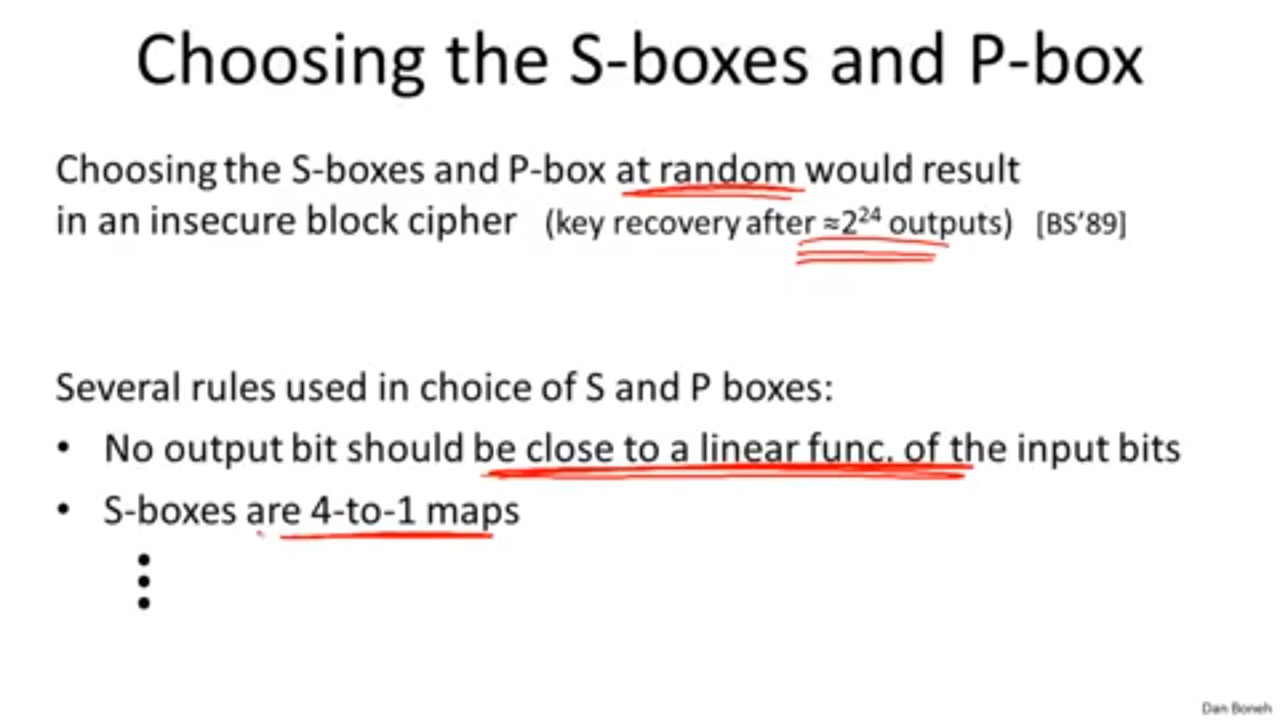 Choosing the S-boxes and P-box
Choosing the S-boxes and P-box at random would result
in an insecure block cipher (key recovery after ≈2²⁴ outputs) [BS’89]
Several rules used in choice of S and P boxes:
• No output bit should be close to a linear func. of the input bits
• S-boxes are 4-to-1 maps
⋮
Dan Boneh